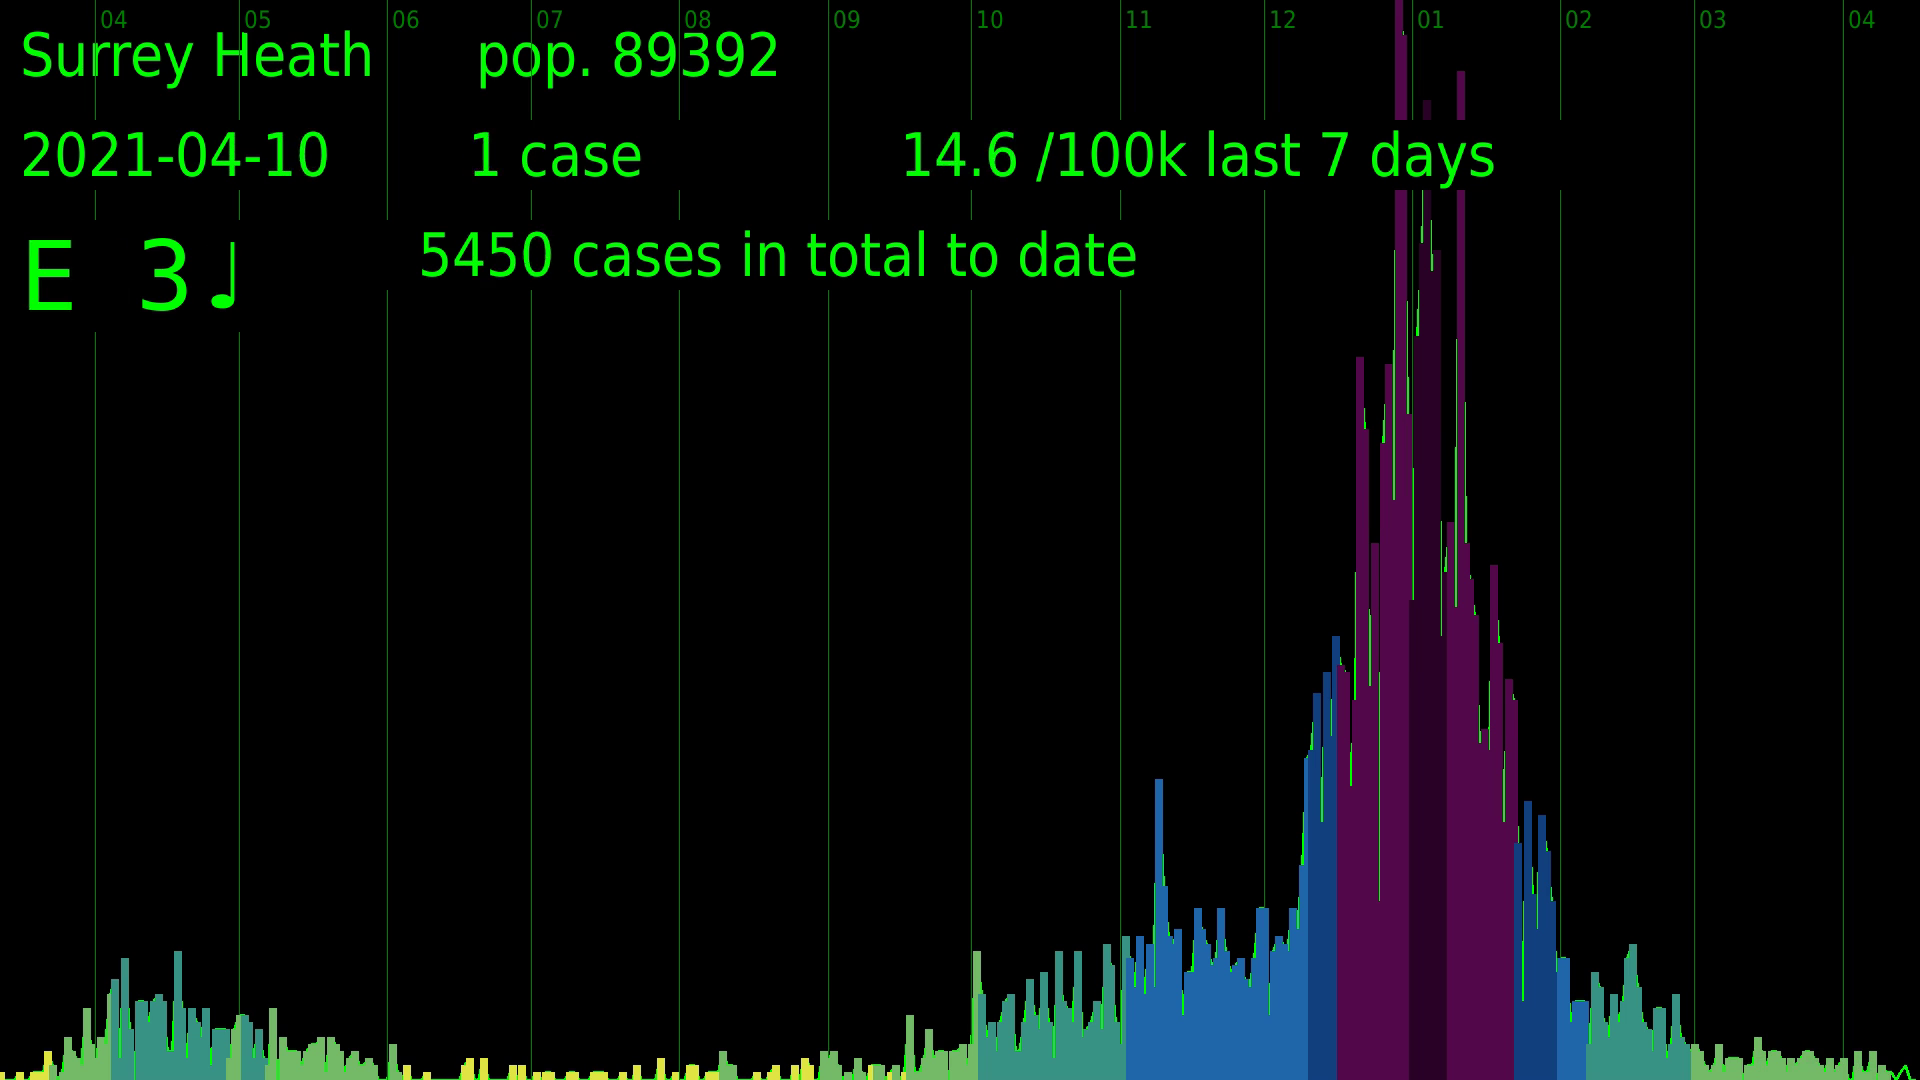 04 05 06 07 08 09 10 11 12 01 02 03 04
Surrey Heath pop. 89392
2021-04-10 1 case 14.6 /100k last 7 days
E 3♩ 5450 cases in total to date